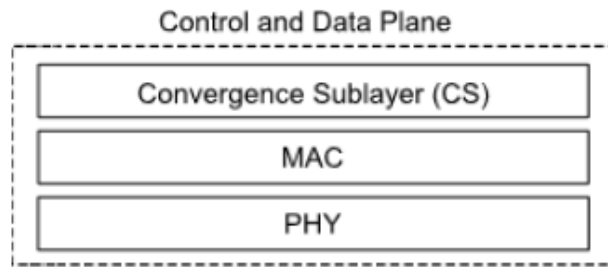 Control and Data Plane
Convergence Sublayer (CS)
MAC
PHY